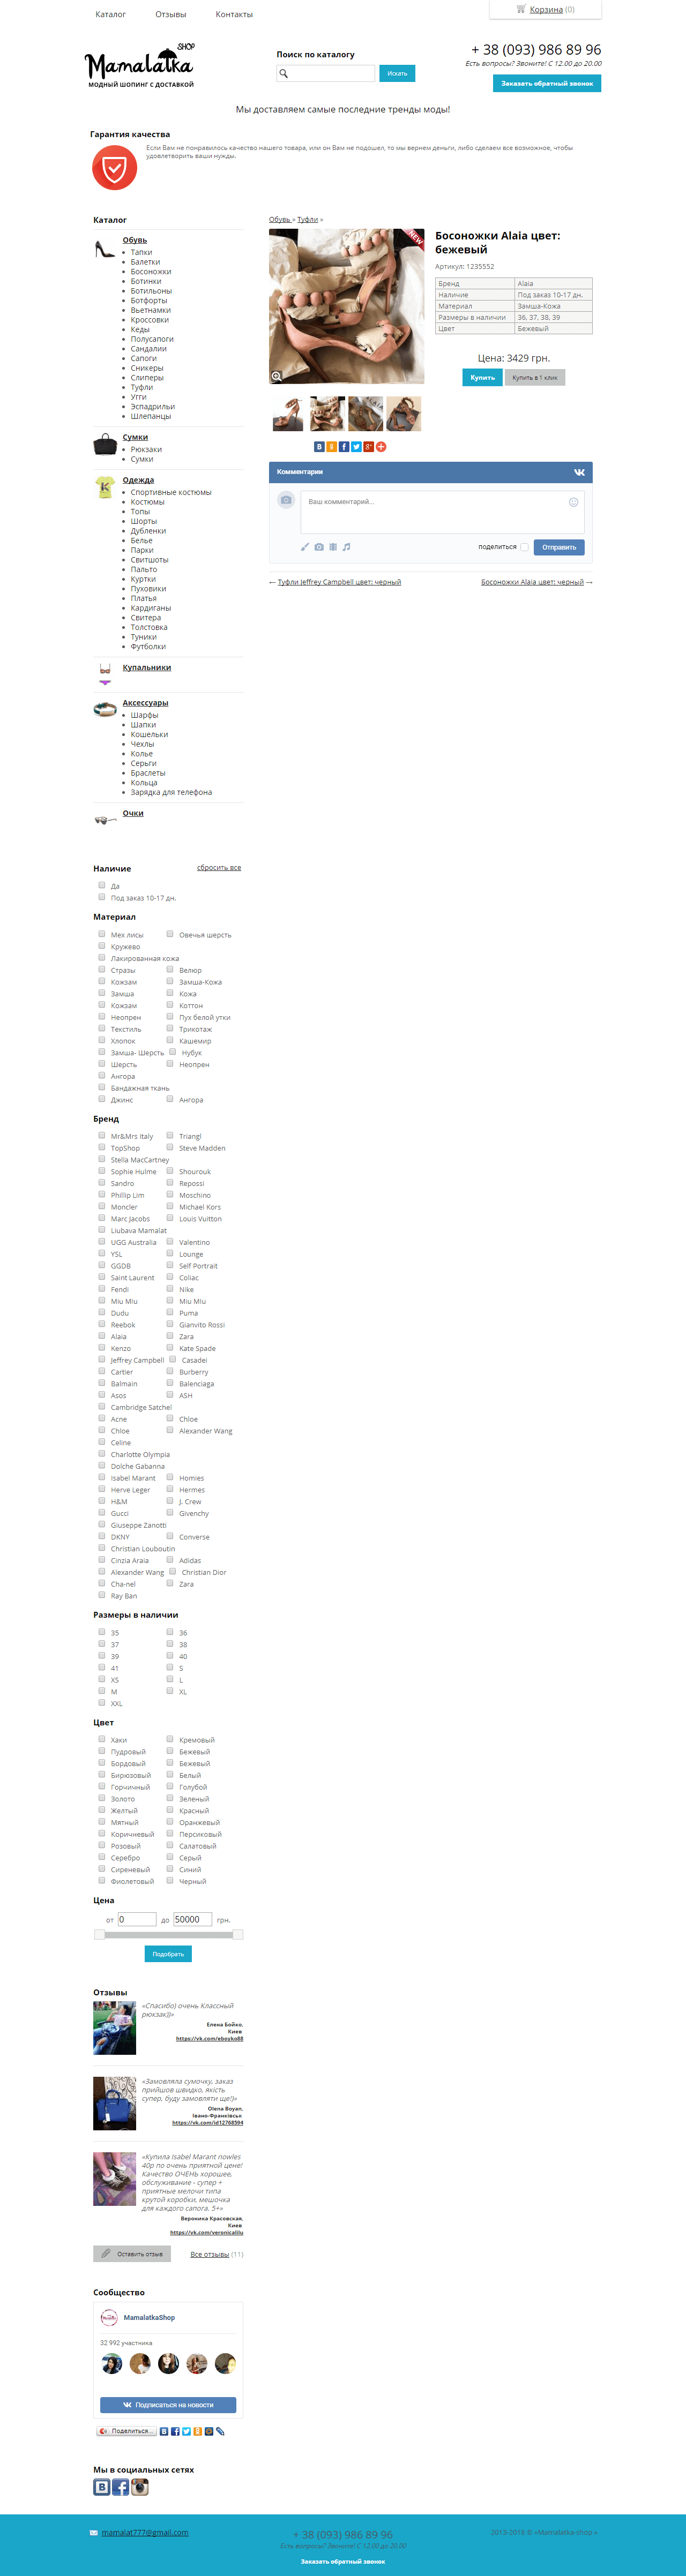 Каталог Отзывы Контакты
Корзина (0)
Mamalatka SHOP
МОДНЫЙ ШОПИНГ С ДОСТАВКОЙ
Поиск по каталогу
Искать
+ 38 (093) 986 89 96
Есть вопросы? Звоните! С 12.00 до 20.00
Заказать обратный звонок
Мы доставляем самые последние тренды моды!
Гарантия качества
Если Вам не понравилось качество нашего товара, или он Вам не подошел, то мы вернем деньги, либо сделаем все возможное, чтобы
удовлетворить ваши нужды.
Каталог
Обувь
Тапки
Балетки
Босоножки
Ботинки
Ботильоны
Ботфорты
Вьетнамки
Кроссовки
Кеды
Полусапоги
Сандалии
Сапоги
Сникеры
Слиперы
Туфли
Угги
Эспадрильи
Шлепанцы
Сумки
Рюкзаки
Сумки
Одежда
Спортивные костюмы
Костюмы
Топы
Шорты
Дубленки
Белье
Парки
Свитшоты
Пальто
Куртки
Пуховики
Платья
Кардиганы
Свитера
Толстовка
Туники
Футболки
Купальники
Аксессуары
Шарфы
Шапки
Кошельки
Чехлы
Колье
Серьги
Браслеты
Кольца
Зарядка для телефона
Очки
Обувь » Туфли »
NEW
Босоножки Alaia цвет:
бежевый
Артикул: 1235552
Бренд Alaia
Наличие Под заказ 10-17 дн.
Материал Замша-Кожа
Размеры в наличии 36, 37, 38, 39
Цвет Бежевый
Цена: 3429 грн.
Купить Купить в 1 клик
Комментарии
Ваш комментарий...
поделиться Отправить
← Туфли Jeffrey Campbell цвет: черный Босоножки Alaia цвет: черный →
Наличие сбросить все
Да
Под заказ 10-17 дн.
Материал
Мех лисы Овечья шерсть
Кружево
Лакированная кожа
Стразы Велюр
Кожзам Замша-Кожа
Замша Кожа
Кожзам Коттон
Неопрен Пух белой утки
Текстиль Трикотаж
Хлопок Кашемир
Замша- Шерсть Нубук
Шерсть Неопрен
Ангора
Бандажная ткань
Джинс Ангора
Бренд
Mr&Mrs Italy Triangl
TopShop Steve Madden
Stella MacCartney
Sophie Hulme Shourouk
Sandro Repossi
Phillip Lim Moschino
Moncler Michael Kors
Marc Jacobs Louis Vuitton
Liubava Mamalat
UGG Australia Valentino
YSL Lounge
GGDB Self Portrait
Saint Laurent Coliac
Fendi Nike
Miu Miu Miu Miu
Dudu Puma
Reebok Gianvito Rossi
Alaia Zara
Kenzo Kate Spade
Jeffrey Campbell Casadei
Cartier Burberry
Balmain Balenciaga
Asos ASH
Cambridge Satchel
Acne Chloe
Chloe Alexander Wang
Celine
Charlotte Olympia
Dolche Gabanna
Isabel Marant Homies
Herve Leger Hermes
H&M J. Crew
Gucci Givenchy
Giuseppe Zanotti
DKNY Converse
Christian Louboutin
Cinzia Araia Adidas
Alexander Wang Christian Dior
Cha-nel Zara
Ray Ban
Размеры в наличии
35 36
37 38
39 40
41 S
XS L
M XL
XXL
Цвет
Хаки Кремовый
Пудровый Бежевый
Бордовый Бежевый
Бирюзовый Белый
Горчичный Голубой
Золото Зеленый
Желтый Красный
Мятный Оранжевый
Коричневый Персиковый
Розовый Салатовый
Серебро Серый
Сиреневый Синий
Фиолетовый Черный
Цена
от 0 до 50000 грн.
Подобрать
Отзывы
«Спасибо) очень Классный
рюкзак)))»
Елена Бойко,
Киев
https://vk.com/eboyko88
«Замовляла сумочку, заказ
прийшов швидко, якість
супер, буду замовляти ще!)»
Olena Boyan,
Івано-Франківськ
https://vk.com/id12768594
«Купила Isabel Marant nowles
40р по очень приятной цене!
Качество ОЧЕНЬ хорошее,
обслуживание - супер +
приятные мелочи типа
крутой коробки, мешочка
для каждого сапога. 5+»
Вероника Красовская,
Киев
https://vk.com/veronicalilu
Оставить отзыв Все отзывы (11)
Сообщество
MamalatkaShop
32 992 участника
Подписаться на новости
Поделиться...
Мы в социальных сетях
mamalat777@gmail.com
+ 38 (093) 986 89 96
Есть вопросы? Звоните! С 12.00 до 20.00
Заказать обратный звонок
2013-2018 © «Mamalatka-shop »